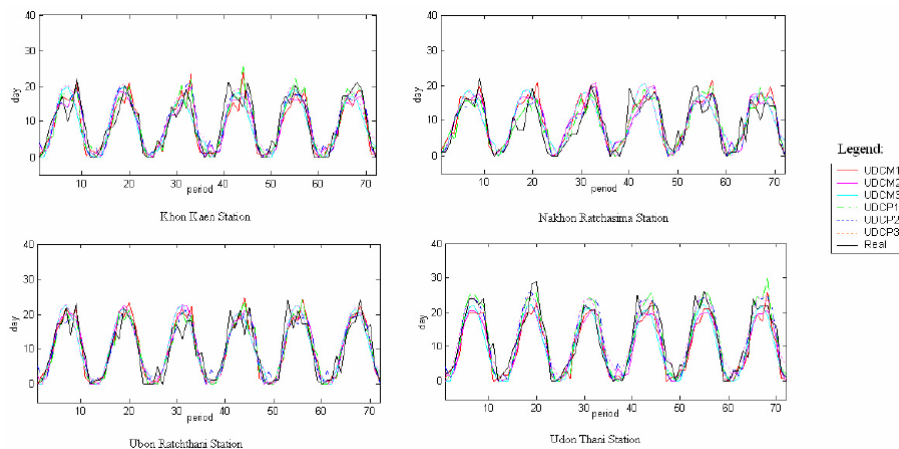 40
30
20
10
0
day
10 20 30 40 50 60 70
period
Khon Kaen Station
40
30
20
10
0
day
10 20 30 40 50 60 70
period
Nakhon Ratchasima Station
Legend:
UDCM1
UDCM2
UDCM3
UDCP1
UDCP2
UDCP3
Real
40
30
20
10
0
day
10 20 30 40 50 60 70
period
Ubon Ratchthani Station
40
30
20
10
0
day
10 20 30 40 50 60 70
period
Udon Thani Station